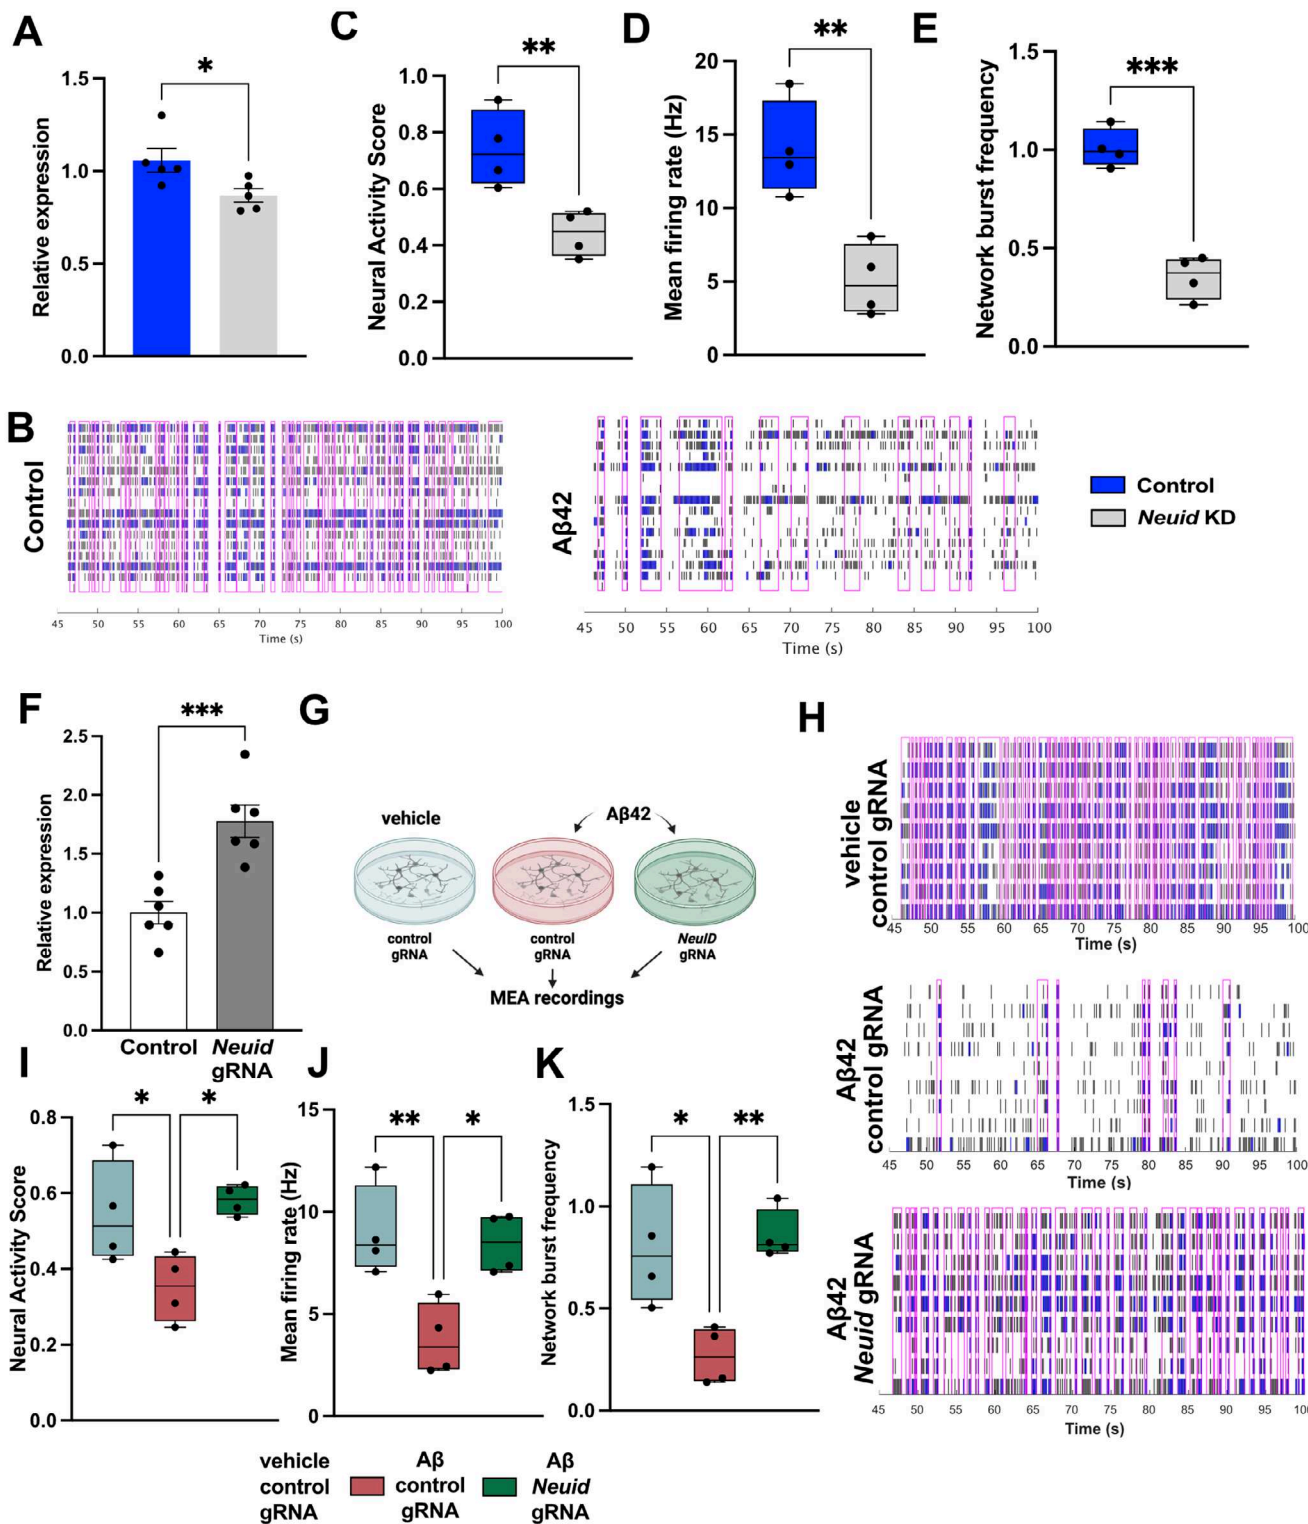 A
*
Relative expression
1.5
1.0
0.5
0.0
C
**
Neural Activity Score
1.0
0.8
0.6
0.4
0.2
0.0
D
**
Mean firing rate (Hz)
20
15
10
5
0
E
***
Network burst frequency
1.5
1.0
0.5
0.0
B
Control
45 50 55 60 65 70 75 80 85 90 95 100
Time (s)
Aβ42
45 50 55 60 65 70 75 80 85 90 95 100
Time (s)
Control
Neuid KD
F
***
Relative expression
2.5
2.0
1.5
1.0
0.5
0.0
Control
Neuid
gRNA
G
vehicle
Aβ42
control
gRNA
control
gRNA
NeuID
gRNA
MEA recordings
H
vehicle
control gRNA
45 50 55 60 65 70 75 80 85 90 95 100
Time (s)
Aβ42
control gRNA
45 50 55 60 65 70 75 80 85 90 95 100
Time (s)
Aβ42
Neuid gRNA
45 50 55 60 65 70 75 80 85 90 95 100
Time (s)
I
* *
Neural Activity Score
0.8
0.6
0.4
0.2
0.0
J
** *
Mean firing rate (Hz)
15
10
5
0
K
* **
Network burst frequency
1.5
1.0
0.5
0.0
vehicle
control
gRNA
Aβ
control
gRNA
Aβ
Neuid
gRNA